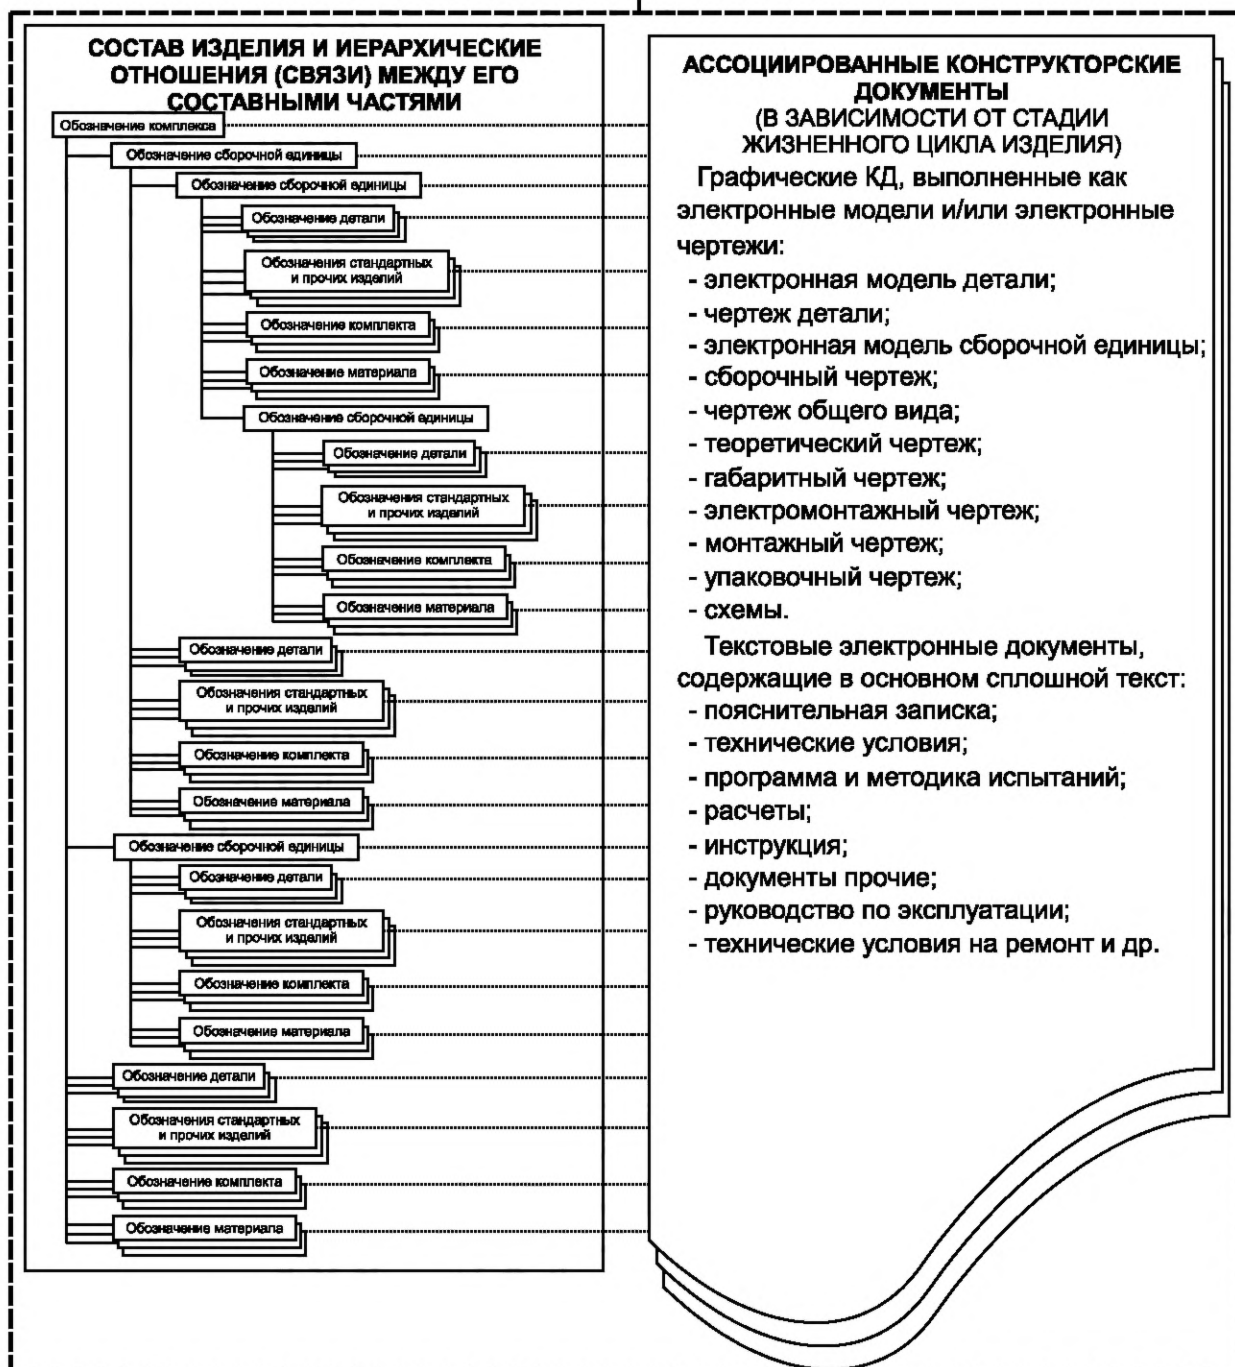 СОСТАВ ИЗДЕЛИЯ И ИЕРАРХИЧЕСКИЕ
ОТНОШЕНИЯ (СВЯЗИ) МЕЖДУ ЕГО
СОСТАВНЫМИ ЧАСТЯМИ
Обозначение комплекса
Обозначение сборочной единицы
Обозначение сборочной единицы
Обозначение детали
Обозначения стандартных
и прочих изделий
Обозначение комплекта
Обозначение материала
Обозначение сборочной единицы
Обозначение детали
Обозначения стандартных
и прочих изделий
Обозначение комплекта
Обозначение материала
Обозначение детали
Обозначения стандартных
и прочих изделий
Обозначение комплекта
Обозначение материала
Обозначение сборочной единицы
Обозначение детали
Обозначения стандартных
и прочих изделий
Обозначение комплекта
Обозначение материала
Обозначение детали
Обозначения стандартных
и прочих изделий
Обозначение комплекта
Обозначение материала
АССОЦИИРОВАННЫЕ КОНСТРУКТОРСКИЕ
ДОКУМЕНТЫ
(В ЗАВИСИМОСТИ ОТ СТАДИИ
ЖИЗНЕННОГО ЦИКЛА ИЗДЕЛИЯ)
Графические КД, выполненные как
электронные модели и/или электронные
чертежи:
- электронная модель детали;
- чертеж детали;
- электронная модель сборочной единицы;
- сборочный чертеж;
- чертеж общего вида;
- теоретический чертеж;
- габаритный чертеж;
- электромонтажный чертеж;
- монтажный чертеж;
- упаковочный чертеж;
- схемы.
Текстовые электронные документы,
содержащие в основном сплошной текст:
- пояснительная записка;
- технические условия;
- программа и методика испытаний;
- расчеты;
- инструкция;
- документы прочие;
- руководство по эксплуатации;
- технические условия на ремонт и др.